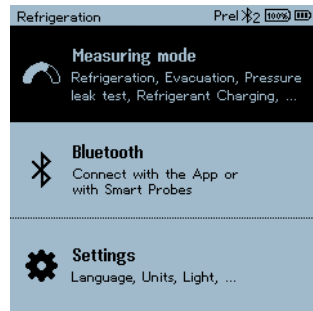 Refrigeration Prel 2 100%
Measuring mode
Refrigeration, Evacuation, Pressure
leak test, Refrigerant Charging, ...
Bluetooth
Connect with the App or
with Smart Probes
Settings
Language, Units, Light, ...